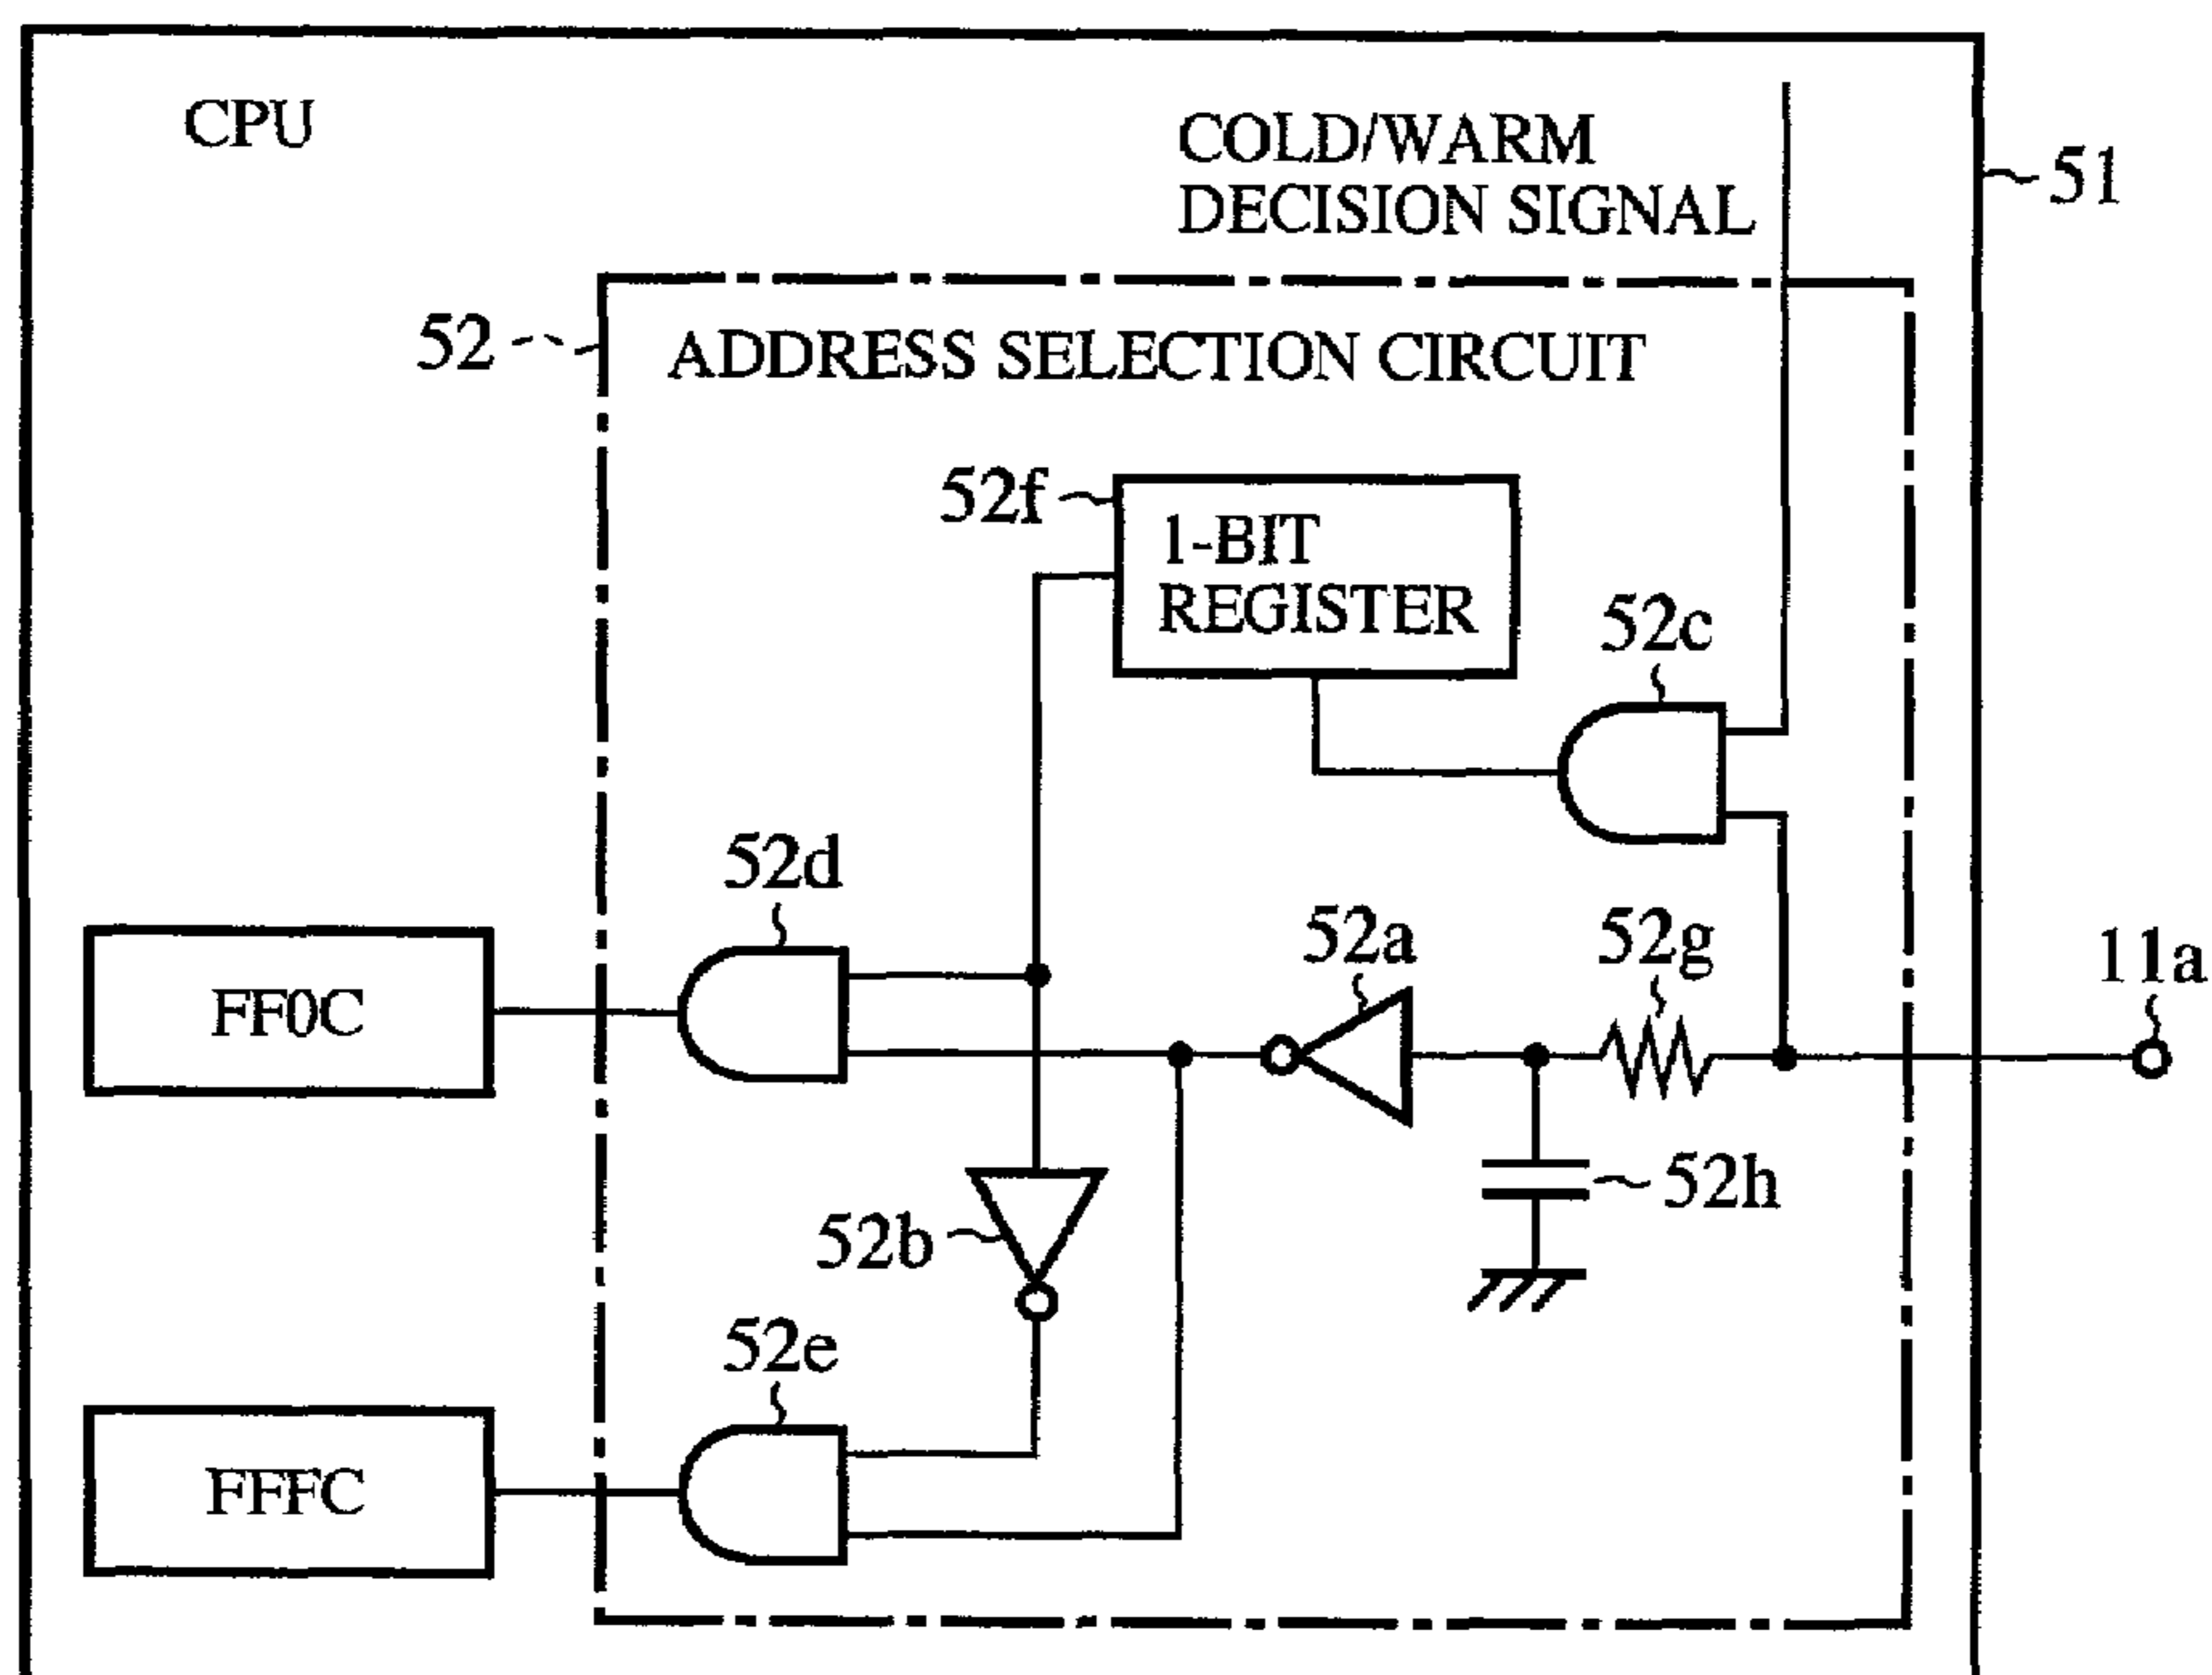 CPU
COLD/WARM
DECISION SIGNAL
51
52
ADDRESS SELECTION CIRCUIT
52f
1-BIT
REGISTER
52c
52d
52a
52g
11a
FF0C
52h
52b
52e
FFFC